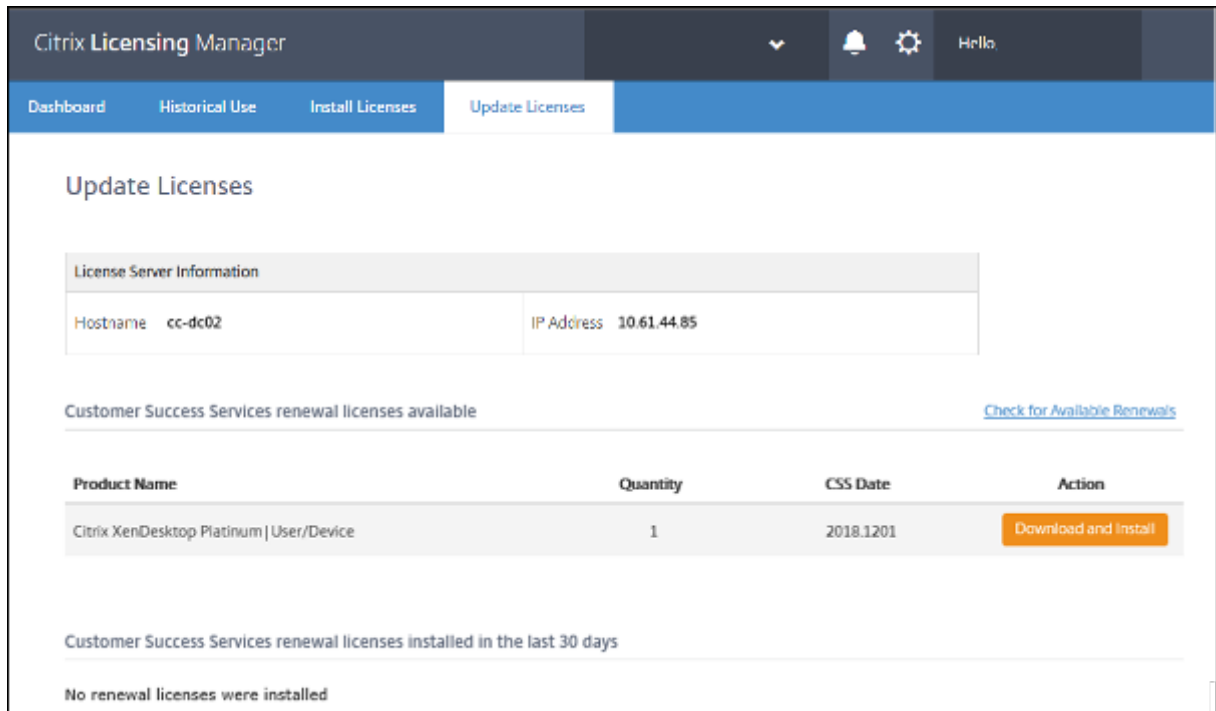 Citrix Licensing Manager
Hello,
Dashboard Historical Use Install Licenses Update Licenses
Update Licenses
License Server Information
Hostname cc-dc02 IP Address 10.61.44.85
Customer Success Services renewal licenses available Check for Available Renewals
Product Name Quantity CSS Date Action
Citrix XenDesktop Platinum|User/Device 1 2018.1201 Download and Install
Customer Success Services renewal licenses installed in the last 30 days
No renewal licenses were installed